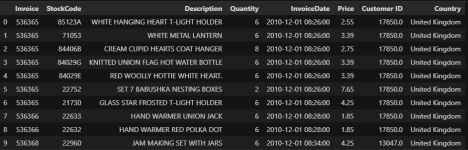 Invoice StockCode Description Quantity InvoiceDate Price Customer ID Country
0 536365 85123A WHITE HANGING HEART T-LIGHT HOLDER 6 2010-12-01 08:26:00 2.55 17850.0 United Kingdom
1 536365 71053 WHITE METAL LANTERN 6 2010-12-01 08:26:00 3.39 17850.0 United Kingdom
2 536365 84406B CREAM CUPID HEARTS COAT HANGER 8 2010-12-01 08:26:00 2.75 17850.0 United Kingdom
3 536365 84029G KNITTED UNION FLAG HOT WATER BOTTLE 6 2010-12-01 08:26:00 3.39 17850.0 United Kingdom
4 536365 84029E RED WOOLLY HOTTIE WHITE HEART. 6 2010-12-01 08:26:00 3.39 17850.0 United Kingdom
5 536365 22752 SET 7 BABUSHKA NESTING BOXES 2 2010-12-01 08:26:00 7.65 17850.0 United Kingdom
6 536365 21730 GLASS STAR FROSTED T-LIGHT HOLDER 6 2010-12-01 08:26:00 4.25 17850.0 United Kingdom
7 536366 22633 HAND WARMER UNION JACK 6 2010-12-01 08:28:00 1.85 17850.0 United Kingdom
8 536366 22632 HAND WARMER RED POLKA DOT 6 2010-12-01 08:28:00 1.85 17850.0 United Kingdom
9 536368 22960 JAM MAKING SET WITH JARS 6 2010-12-01 08:34:00 4.25 13047.0 United Kingdom